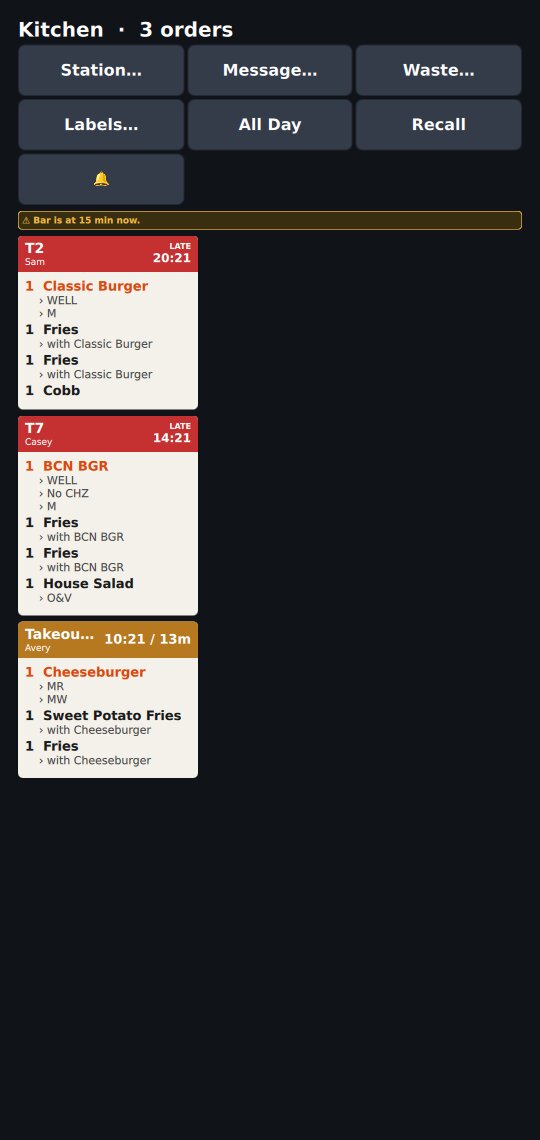 Kitchen · 3 orders
Station…
Message…
Waste…
Labels…
All Day
Recall
⚠ Bar is at 15 min now.
T2
LATE
Sam
20:21
1 Classic Burger
› WELL
› M
1 Fries
› with Classic Burger
1 Fries
› with Classic Burger
1 Cobb
T7
LATE
Casey
14:21
1 BCN BGR
› WELL
› No CHZ
› M
1 Fries
› with BCN BGR
1 Fries
› with BCN BGR
1 House Salad
› O&V
Takeou…
10:21 / 13m
Avery
1 Cheeseburger
› MR
› MW
1 Sweet Potato Fries
› with Cheeseburger
1 Fries
› with Cheeseburger